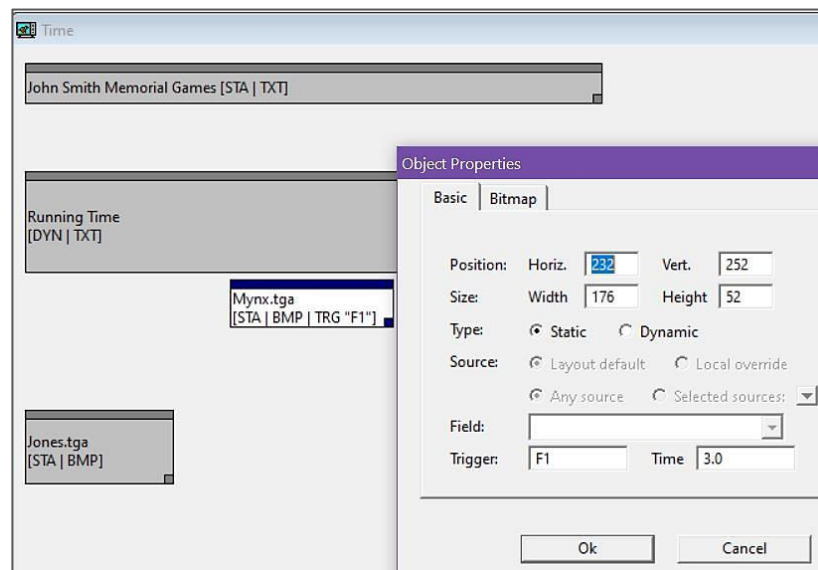 Time
John Smith Memorial Games [STA | TXT]
Object Properties
Basic Bitmap
Running Time
[DYN | TXT]
Position: Horiz. 232 Vert. 252
Mynx.tga
[STA | BMP | TRG "F1"]
Size: Width 176 Height 52
Type: Static Dynamic
Source: Layout default Local override
Any source Selected sources:
Field:
Jones.tga
[STA | BMP]
Trigger: F1 Time 3.0
Ok Cancel